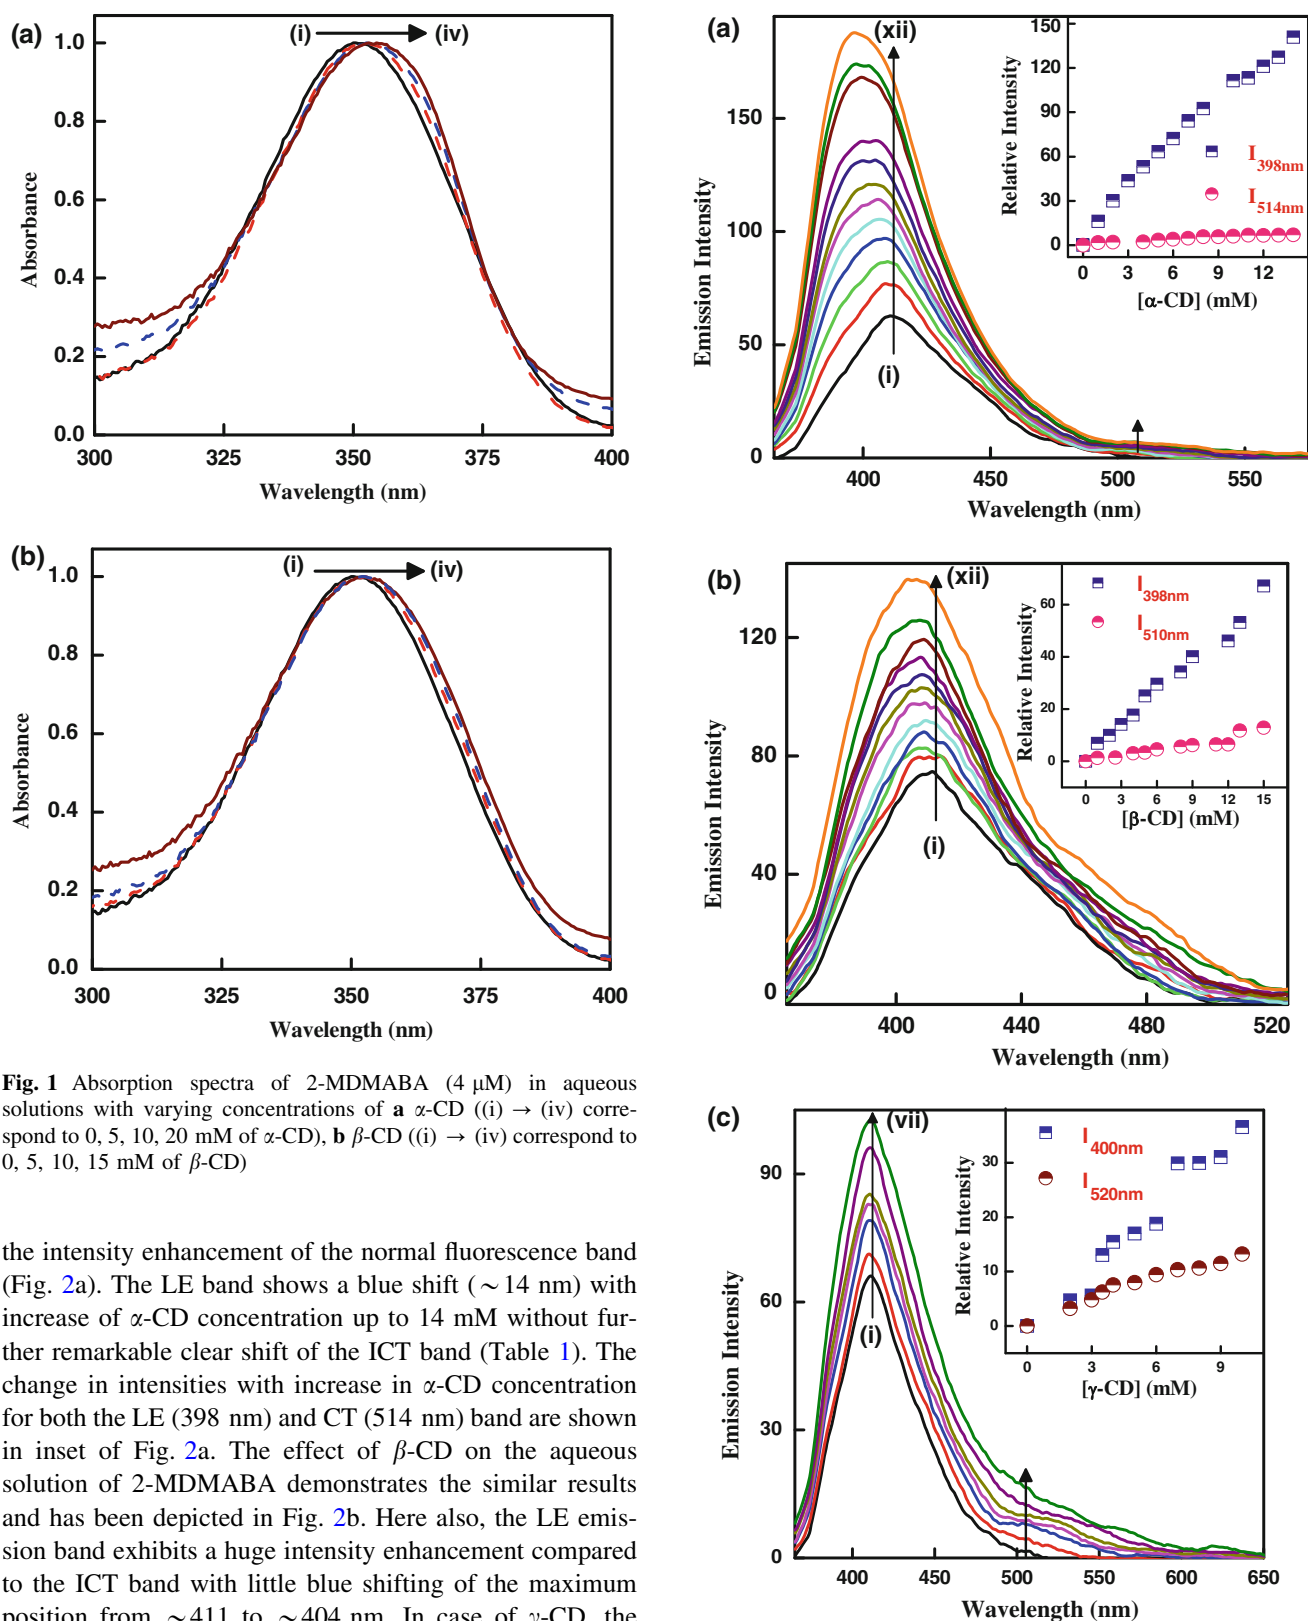 (a)
(i)
(iv)
1.0
0.8
0.6
0.4
0.2
0.0
Absorbance
300
325
350
375
400
Wavelength (nm)
(b)
(i)
(iv)
1.0
0.8
0.6
0.4
0.2
0.0
Absorbance
300
325
350
375
400
Wavelength (nm)
Fig. 1 Absorption spectra of 2-MDMABA (4 μM) in aqueous
solutions with varying concentrations of a α-CD ((i) → (iv) corre-
spond to 0, 5, 10, 20 mM of α-CD), b β-CD ((i) → (iv) correspond to
0, 5, 10, 15 mM of β-CD)
the intensity enhancement of the normal fluorescence band
(Fig. 2a). The LE band shows a blue shift (~14 nm) with
increase of α-CD concentration up to 14 mM without fur-
ther remarkable clear shift of the ICT band (Table 1). The
change in intensities with increase in α-CD concentration
for both the LE (398 nm) and CT (514 nm) band are shown
in inset of Fig. 2a. The effect of β-CD on the aqueous
solution of 2-MDMABA demonstrates the similar results
and has been depicted in Fig. 2b. Here also, the LE emis-
sion band exhibits a huge intensity enhancement compared
to the ICT band with little blue shifting of the maximum
position from ~411 to ~404 nm. In case of γ-CD, the
(a)
(xii)
(i)
150
100
50
0
Emission Intensity
400
450
500
550
Wavelength (nm)
150
120
90
60
30
0
Relative Intensity
I398nm
I514nm
0
3
6
9
12
[α-CD] (mM)
(b)
(xii)
(i)
120
80
40
0
Emission Intensity
400
440
480
520
Wavelength (nm)
60
40
20
0
Relative Intensity
I398nm
I510nm
0
3
6
9
12
15
[β-CD] (mM)
(c)
(vii)
(i)
90
60
30
0
Emission Intensity
400
450
500
550
600
650
Wavelength (nm)
30
20
10
0
Relative Intensity
I400nm
I520nm
0
3
6
9
[γ-CD] (mM)